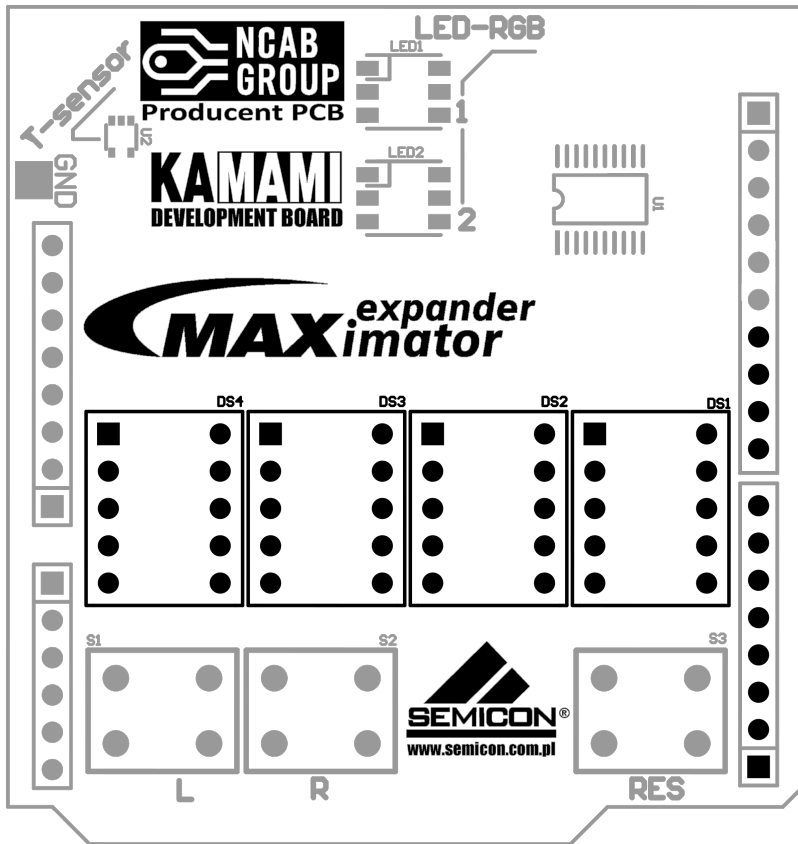 LED-RGB
NCAB
GROUP
Producent PCB
LED1
1
T-sensor
U2
GND
KAMAMI
DEVELOPMENT BOARD
LED2
2
U1
MAXimator
expander
DS4
DS3
DS2
DS1
S1
S2
S3
SEMICON®
www.semicon.com.pl
L
R
RES